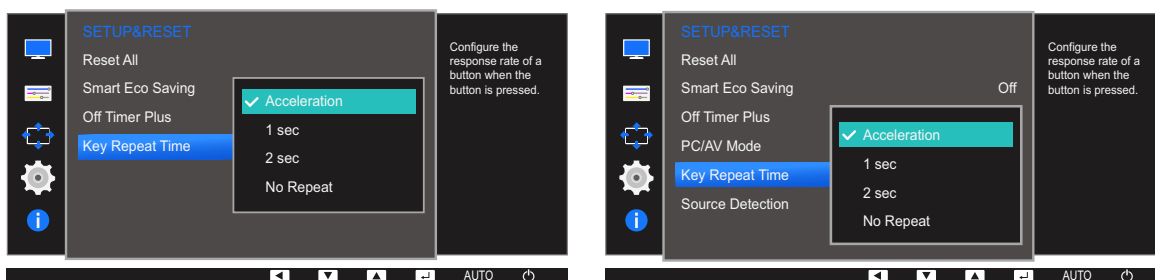 SETUP&RESET
Reset All
Smart Eco Saving
Off Timer Plus
Key Repeat Time
Acceleration
1 sec
2 sec
No Repeat
Configure the
response rate of a
button when the
button is pressed.
AUTO
SETUP&RESET
Reset All
Smart Eco Saving Off
Off Timer Plus
PC/AV Mode
Key Repeat Time
Source Detection
Acceleration
1 sec
2 sec
No Repeat
Configure the
response rate of a
button when the
button is pressed.
AUTO